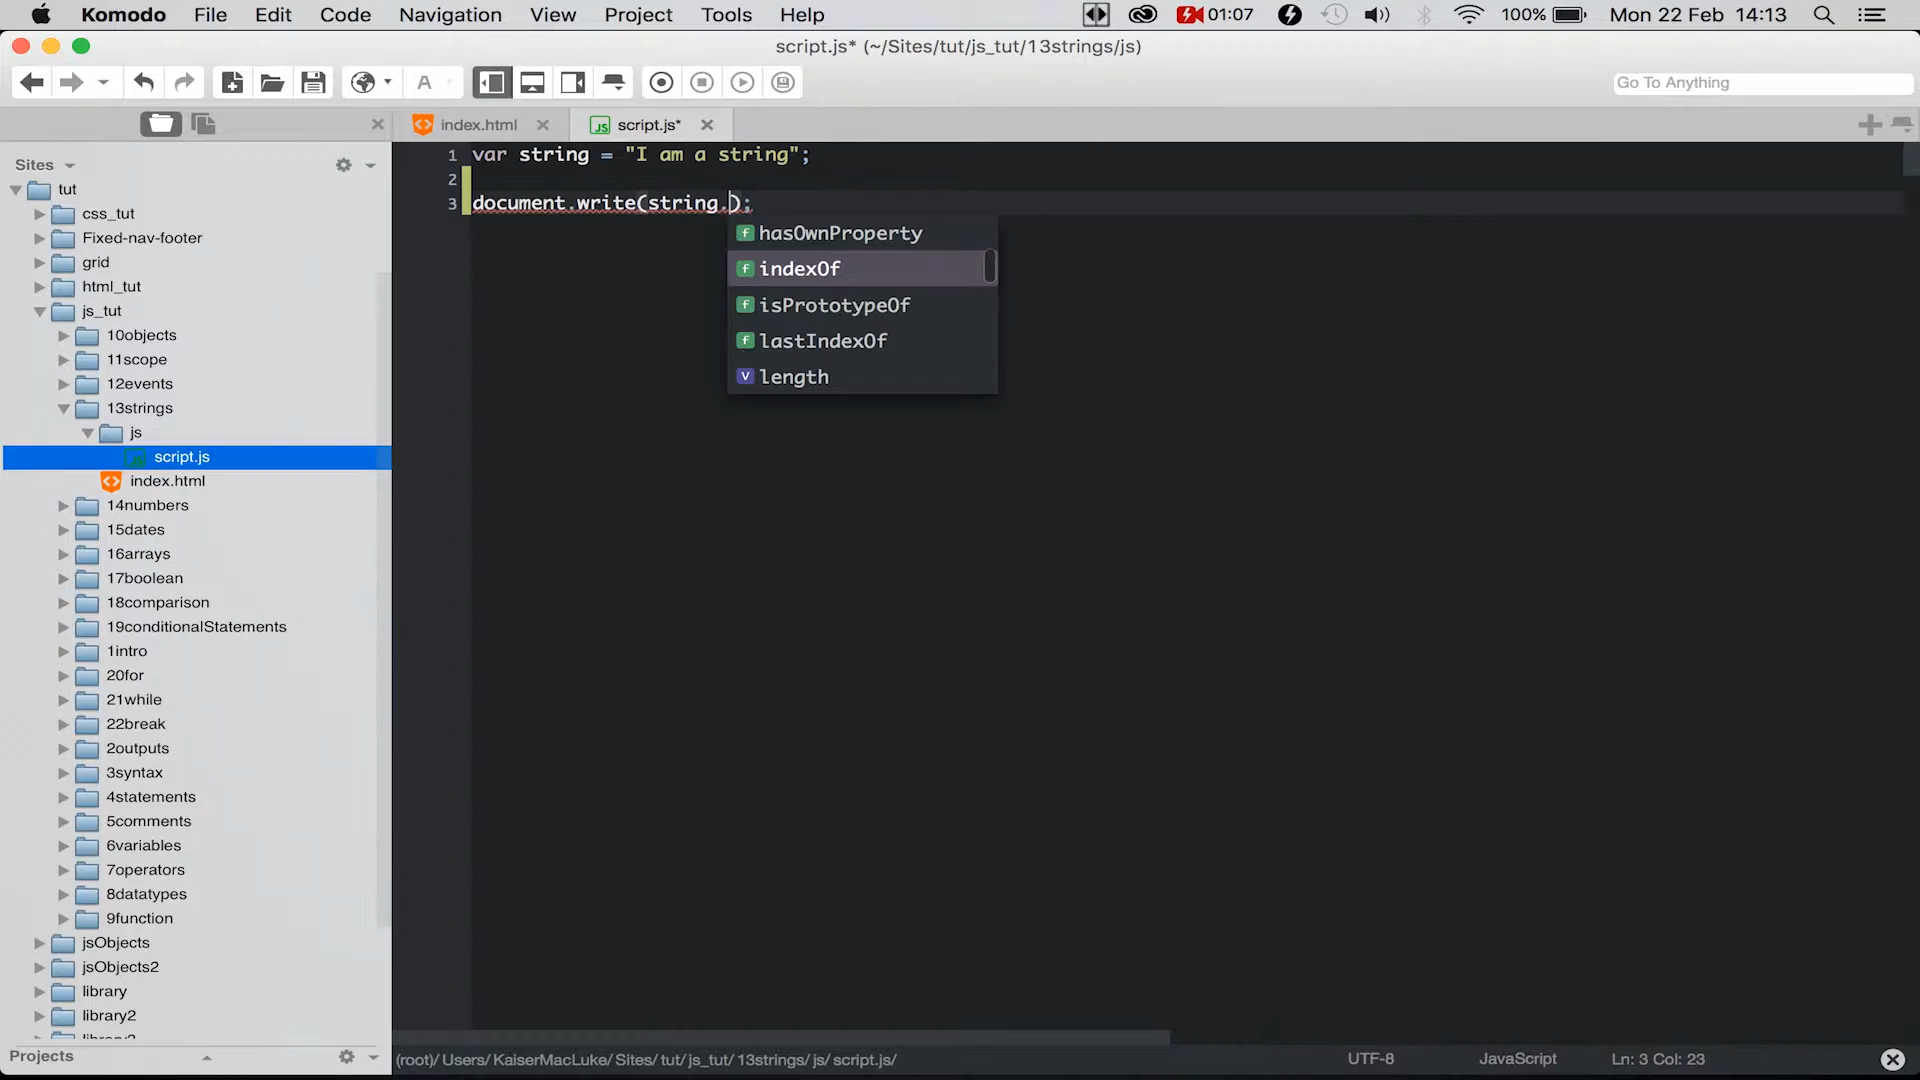 Komodo File Edit Code Navigation View Project Tools Help 01:07 100% Mon 22 Feb 14:13
script.js* (~/Sites/tut/js_tut/13strings/js)
A Go To Anything
index.html script.js*
Sites
tut
css_tut
Fixed-nav-footer
grid
html_tut
js_tut
10objects
11scope
12events
13strings
js
script.js
index.html
14numbers
15dates
16arrays
17boolean
18comparison
19conditionalStatements
1intro
20for
21while
22break
2outputs
3syntax
4statements
5comments
6variables
7operators
8datatypes
9function
jsObjects
jsObjects2
library
library2
Projects
1 var string = "I am a string";
2
3 document.write(string.);
f hasOwnProperty
f indexOf
f isPrototypeOf
f lastIndexOf
V length
(root)/ Users/ KaiserMacLuke/ Sites/ tut/ js_tut/ 13strings/ js/ script.js/ UTF-8 JavaScript Ln: 3 Col: 23